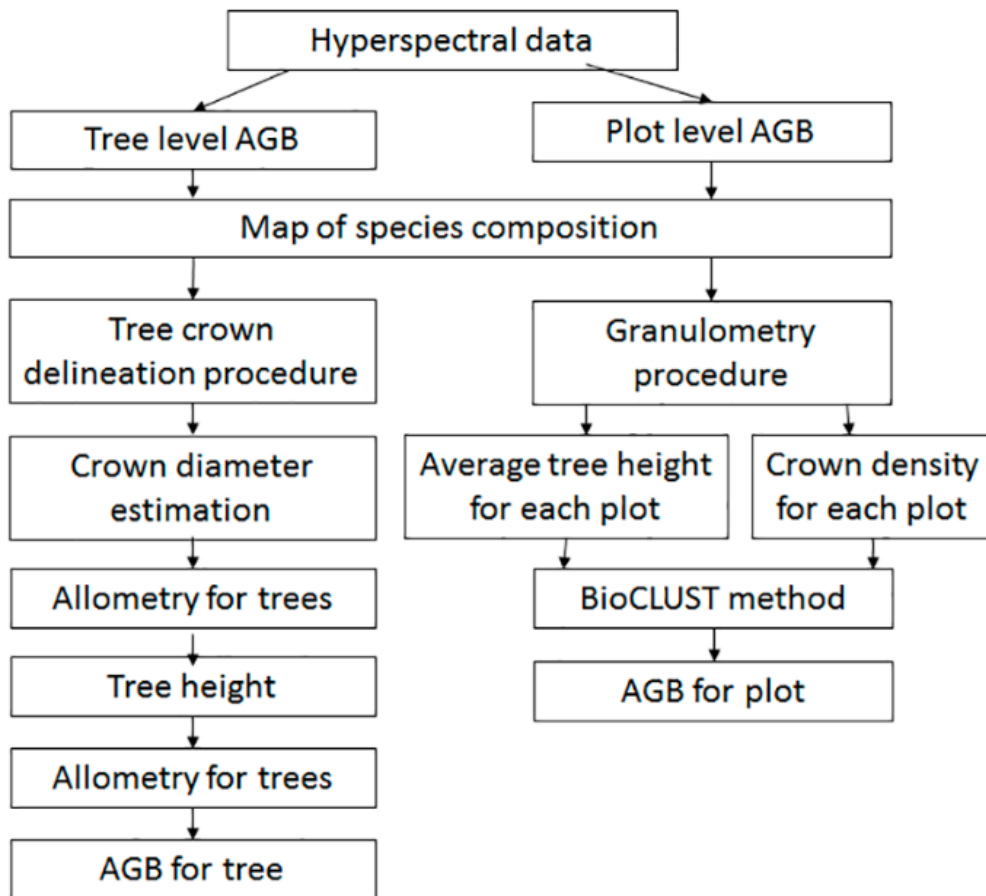 Hyperspectral data
Tree level AGB
Plot level AGB
Map of species composition
Tree crown
delineation procedure
Granulometry
procedure
Crown diameter
estimation
Average tree height
for each plot
Crown density
for each plot
Allometry for trees
BioCLUST method
Tree height
AGB for plot
Allometry for trees
AGB for tree